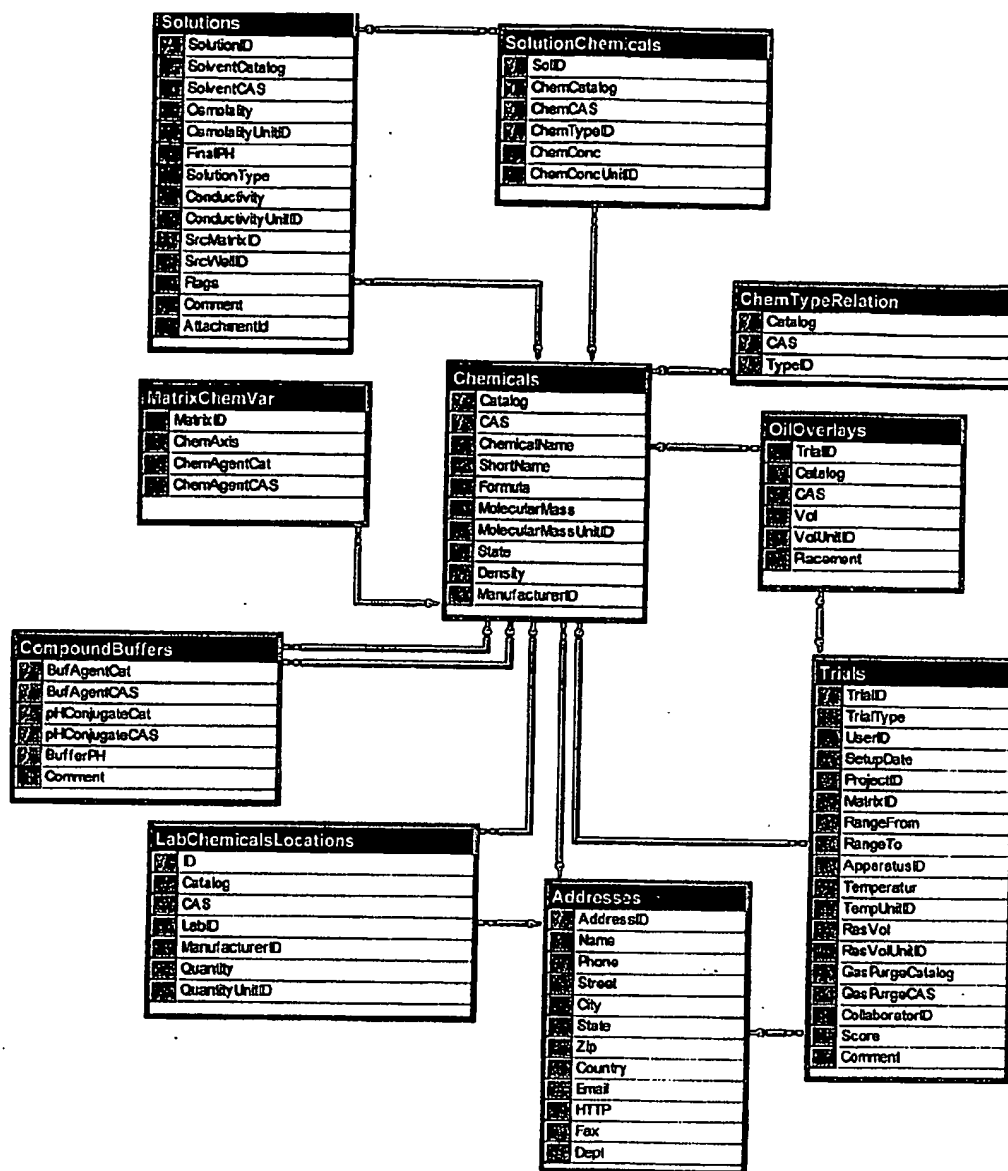 Solutions
SolutionID
SolventCatalog
SolventCAS
Osmolality
OsmolalityUnitID
FinalPH
SolutionType
Conductivity
ConductivityUnitID
SrcMatrixID
SrcWellID
Flags
Comment
AttachmentId
SolutionChemicals
SolID
ChemCatalog
ChemCAS
ChemTypeID
ChemConc
ChemConcUnitID
ChemTypeRelation
Catalog
CAS
TypeID
MatrixChemVar
MatrixID
ChemAxis
ChemAgentCat
ChemAgentCAS
Chemicals
Catalog
CAS
ChemicalName
ShortName
Formula
MolecularMass
MolecularMassUnitID
State
Density
ManufacturerID
OilOverlays
TrialID
Catalog
CAS
Vol
VolUnitID
Placement
CompoundBuffers
BufAgentCat
BufAgentCAS
pHConjugateCat
pHConjugateCAS
BufferPH
Comment
Trials
TrialID
TrialType
UserID
SetupDate
ProjectID
MatrixID
RangeFrom
RangeTo
ApparatusID
Temperatur
TempUnitID
ResVol
ResVolUnitID
GasPurgeCatalog
GasPurgeCAS
CollaboratorID
Score
Comment
LabChemicalsLocations
ID
Catalog
CAS
LabID
ManufacturerID
Quantity
QuantityUnitID
Addresses
AddressID
Name
Phone
Street
City
State
Zip
Country
Email
HTTP
Fax
Dept